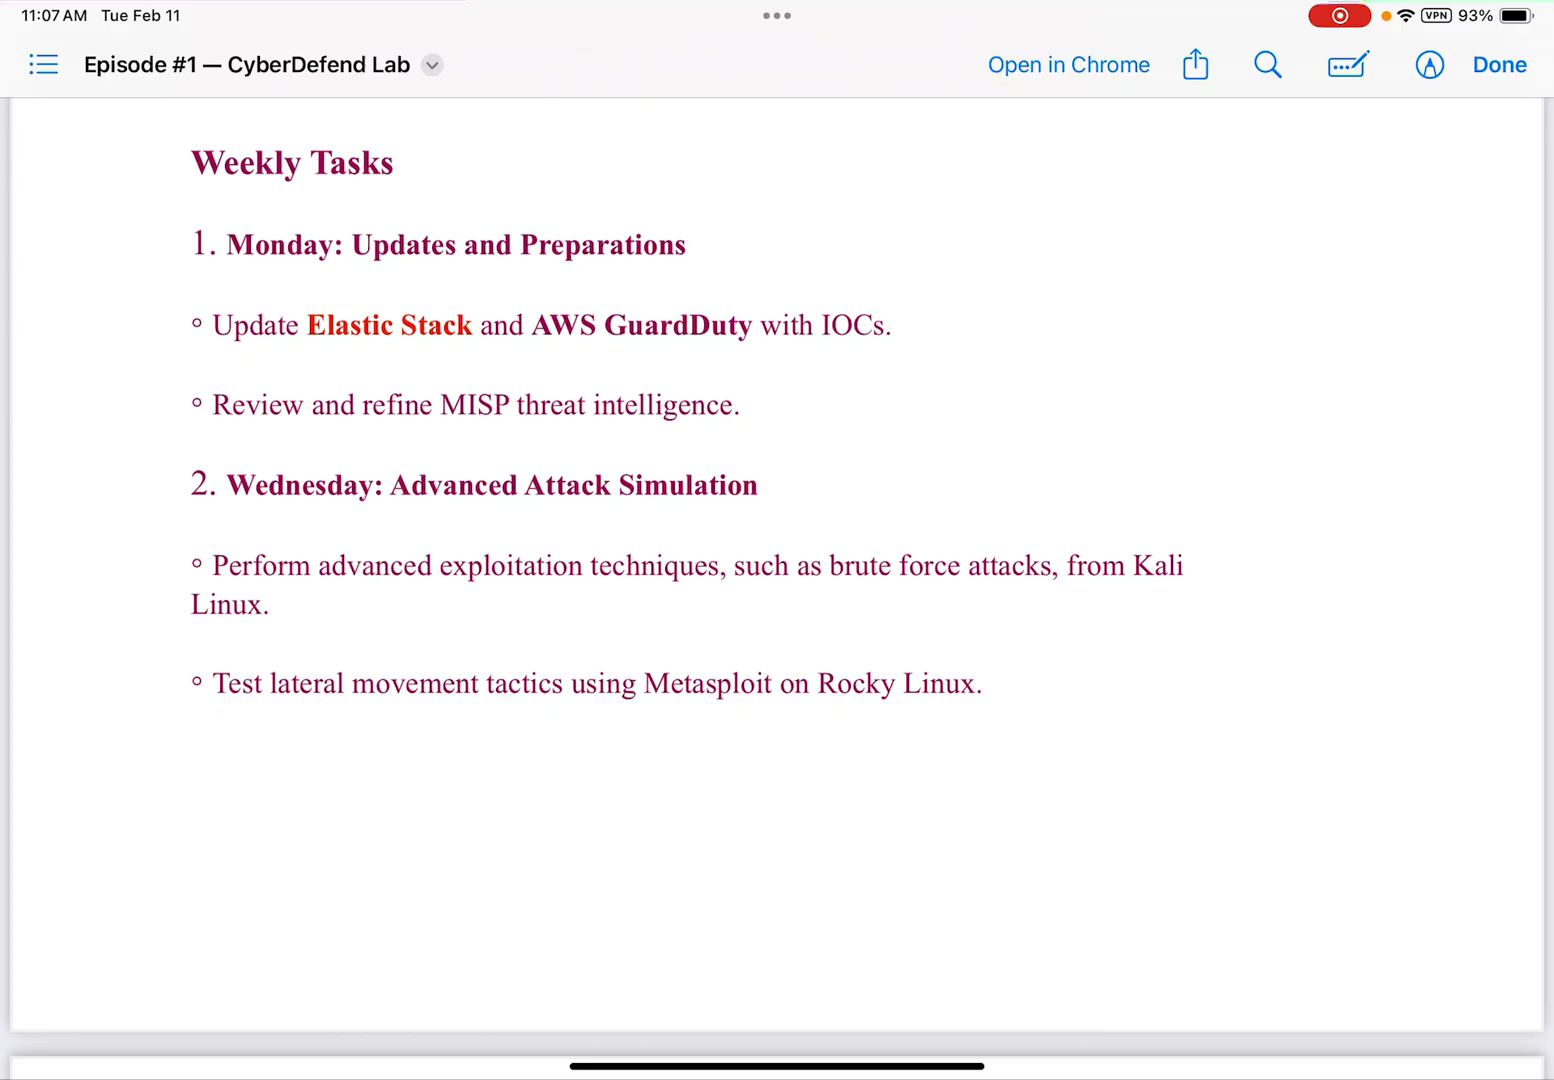 11:07 AM Tue Feb 11
VPN 93%
Episode #1 — CyberDefend Lab
Open in Chrome
Done
Weekly Tasks
1. Monday: Updates and Preparations
◦ Update Elastic Stack and AWS GuardDuty with IOCs.
◦ Review and refine MISP threat intelligence.
2. Wednesday: Advanced Attack Simulation
◦ Perform advanced exploitation techniques, such as brute force attacks, from Kali
Linux.
◦ Test lateral movement tactics using Metasploit on Rocky Linux.